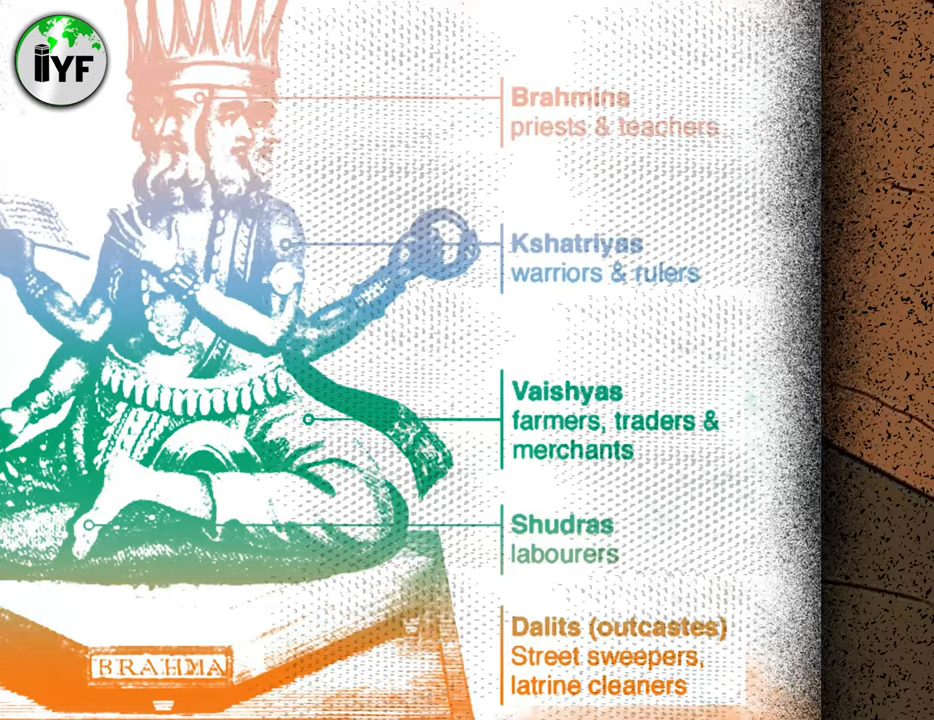 iiYF
Brahmins
priests & teachers
Kshatriyas
warriors & rulers
Vaishyas
farmers, traders &
merchants
Shudras
labourers
Dalits (outcastes)
Street sweepers,
latrine cleaners
BRAHMA